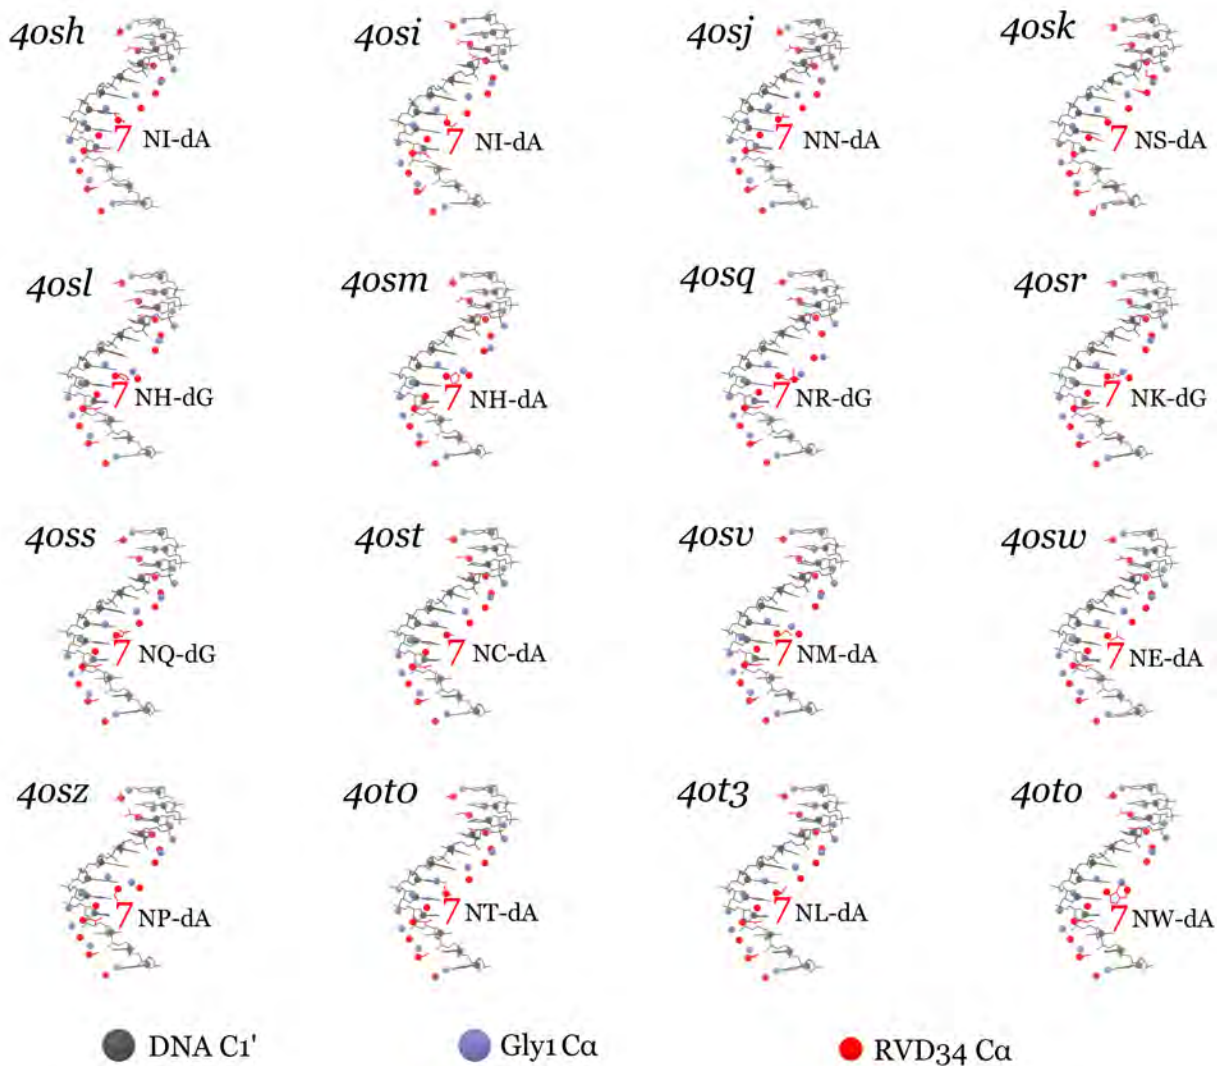 4osh
4osi
4osj
4osk
7 NI-dA
7 NI-dA
7 NN-dA
7 NS-dA
4osl
4osm
4osq
4osr
7 NH-dG
7 NH-dA
7 NR-dG
7 NK-dG
4oss
4ost
4osv
4osw
7 NQ-dG
7 NC-dA
7 NM-dA
7 NE-dA
4osz
4oto
4ot3
4oto
7 NP-dA
7 NT-dA
7 NL-dA
7 NW-dA
DNA C1'
Gly1 Cα
RVD34 Cα